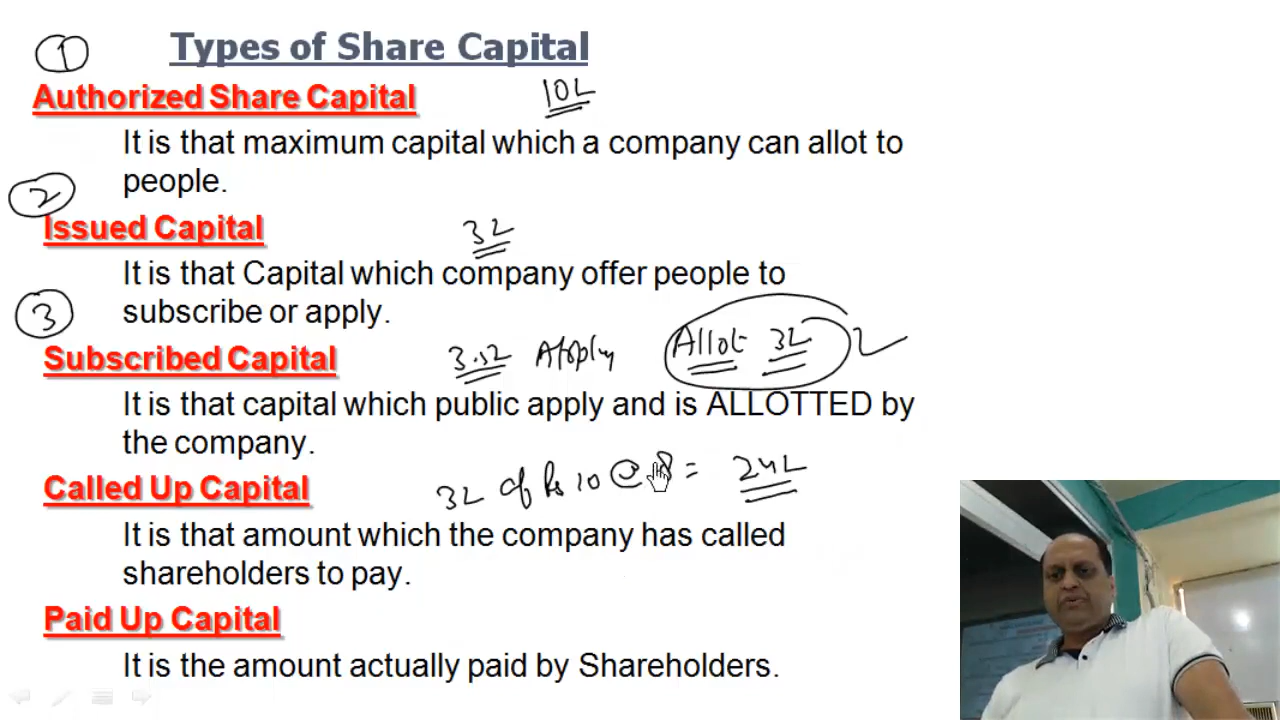 1 Types of Share Capital
Authorized Share Capital 10L
It is that maximum capital which a company can allot to
people.
2
Issued Capital 3L
It is that Capital which company offer people to
subscribe or apply.
3
Subscribed Capital 3.5L Apply Allot 3L
It is that capital which public apply and is ALLOTTED by
the company.
Called Up Capital 3L of Rs 10 @ 8 = 24L
It is that amount which the company has called
shareholders to pay.
Paid Up Capital
It is the amount actually paid by Shareholders.